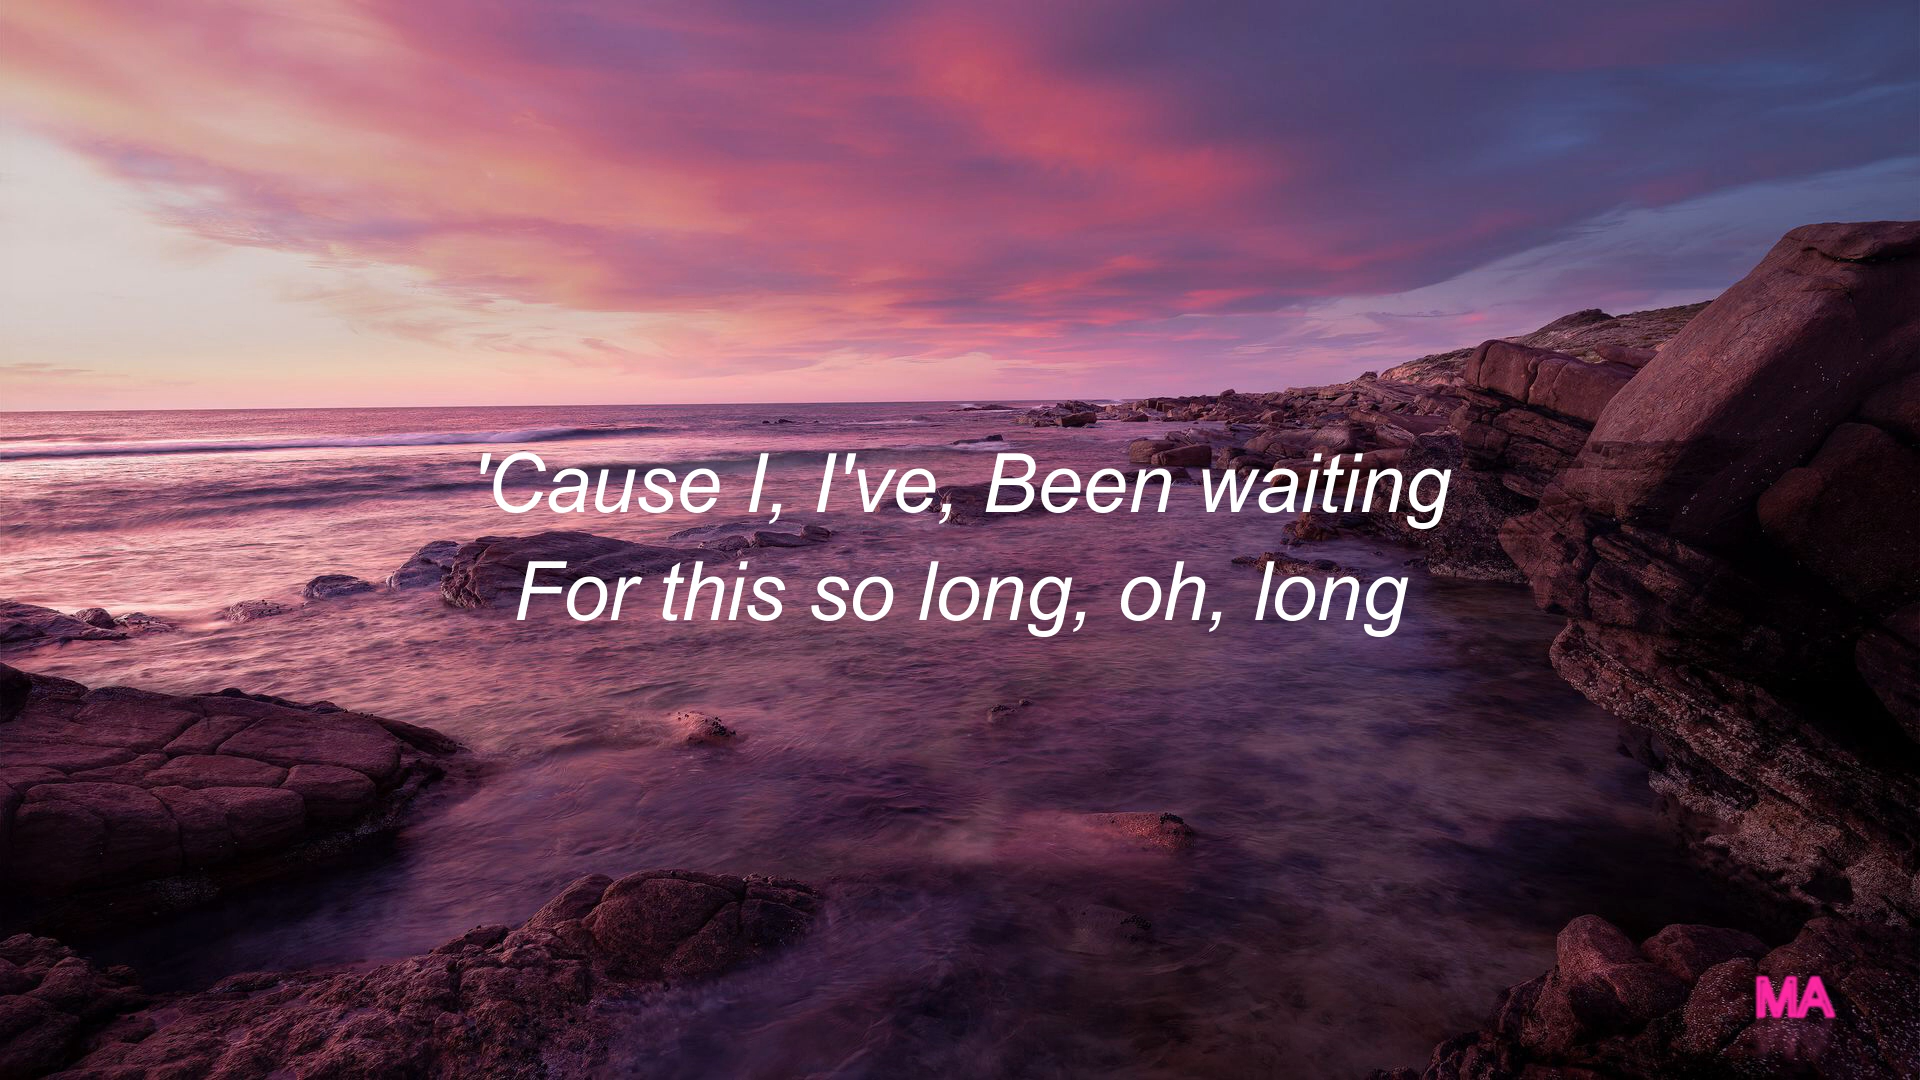 'Cause I, I've, Been waiting
For this so long, oh, long
MA